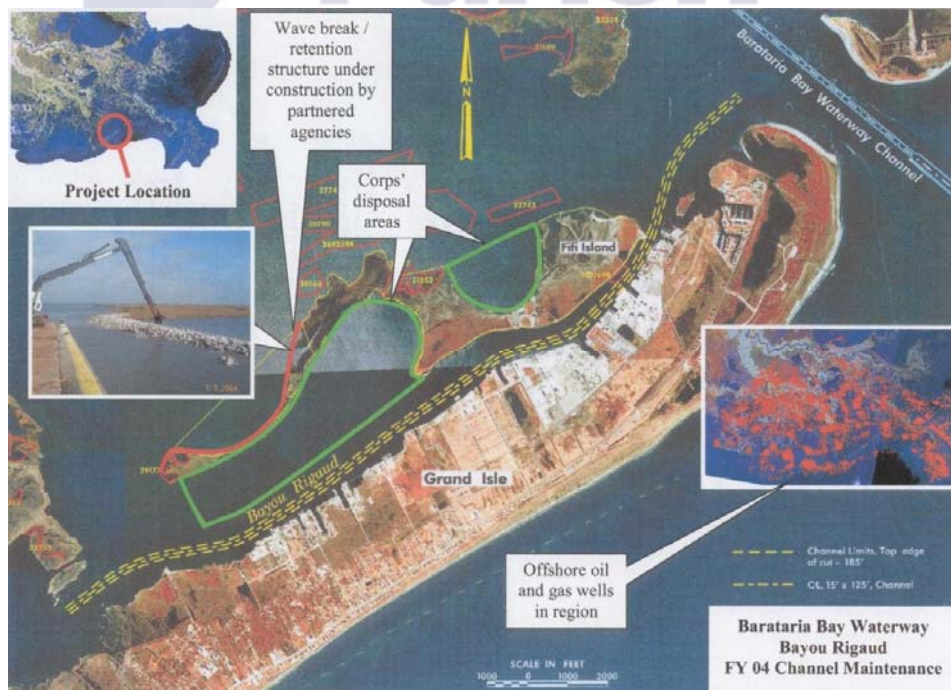 Wave break /
retention
structure under
construction by
partnered
agencies
N
Barataria Bay Waterway
Channel
Project Location
Corps'
disposal
areas
Fifi Island
Bayou Rigaud
Grand Isle
Offshore oil
and gas wells
in region
Channel Limits, Top edge
of cut - 185'
C/L 15' x 125', Channel
SCALE IN FEET
1000 0 1000 2000
Barataria Bay Waterway
Bayou Rigaud
FY 04 Channel Maintenance